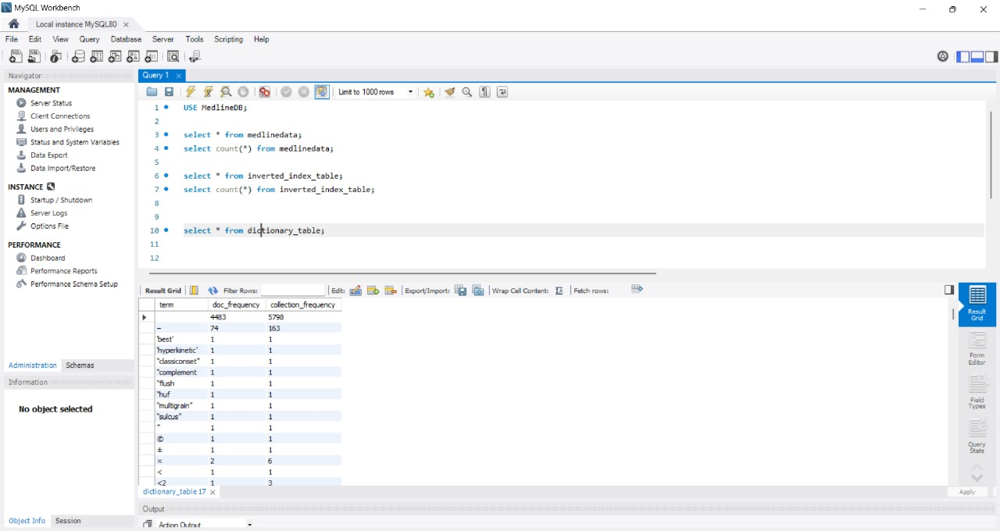 MySQL Workbench
Local instance MySQL80 ×
File Edit View Query Database Server Tools Scripting Help
Navigator
MANAGEMENT
Server Status
Client Connections
Users and Privileges
Status and System Variables
Data Export
Data Import/Restore
INSTANCE
Startup / Shutdown
Server Logs
Options File
PERFORMANCE
Dashboard
Performance Reports
Performance Schema Setup
Administration Schemas
Information
No object selected
Object Info Session
Query 1 ×
Limit to 1000 rows
1 USE MedlineDB;
2
3 select * from medlinedata;
4 select count(*) from medlinedata;
5
6 select * from inverted_index_table;
7 select count(*) from inverted_index_table;
8
9
10 select * from dictionary_table;
11
12
Result Grid Filter Rows: Edit: Export/Import: Wrap Cell Content: Fetch rows:
term doc_frequency collection_frequency
4483 5798
– 74 163
'best' 1 1
'hyperkinetic' 1 1
"classiconset" 1 1
"complement 1 1
"flush 1 1
"huf 1 1
"multigrain" 1 1
"sulcus" 1 1
" 1 1
© 1 1
± 1 1
× 2 6
< 1 1
<2 1 3
Result Grid
Form Editor
Field Types
Query Stats
dictionary_table 17 ×
Apply
Output
Action Output